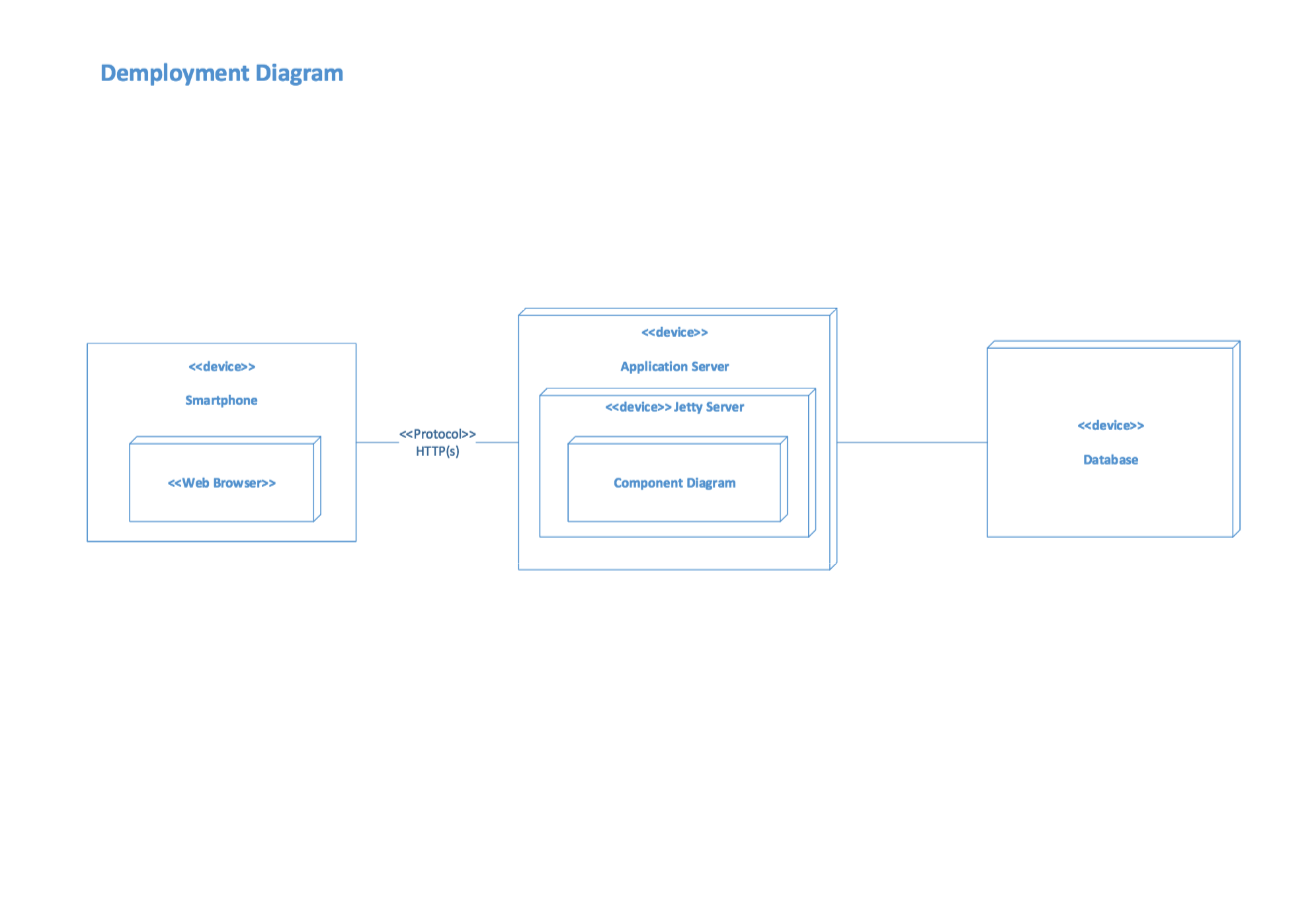 Demployment Diagram
<<device>>
Smartphone
<<Web Browser>>
<<Protocol>>
HTTP(s)
<<device>>
Application Server
<<device>> Jetty Server
Component Diagram
<<device>>
Database